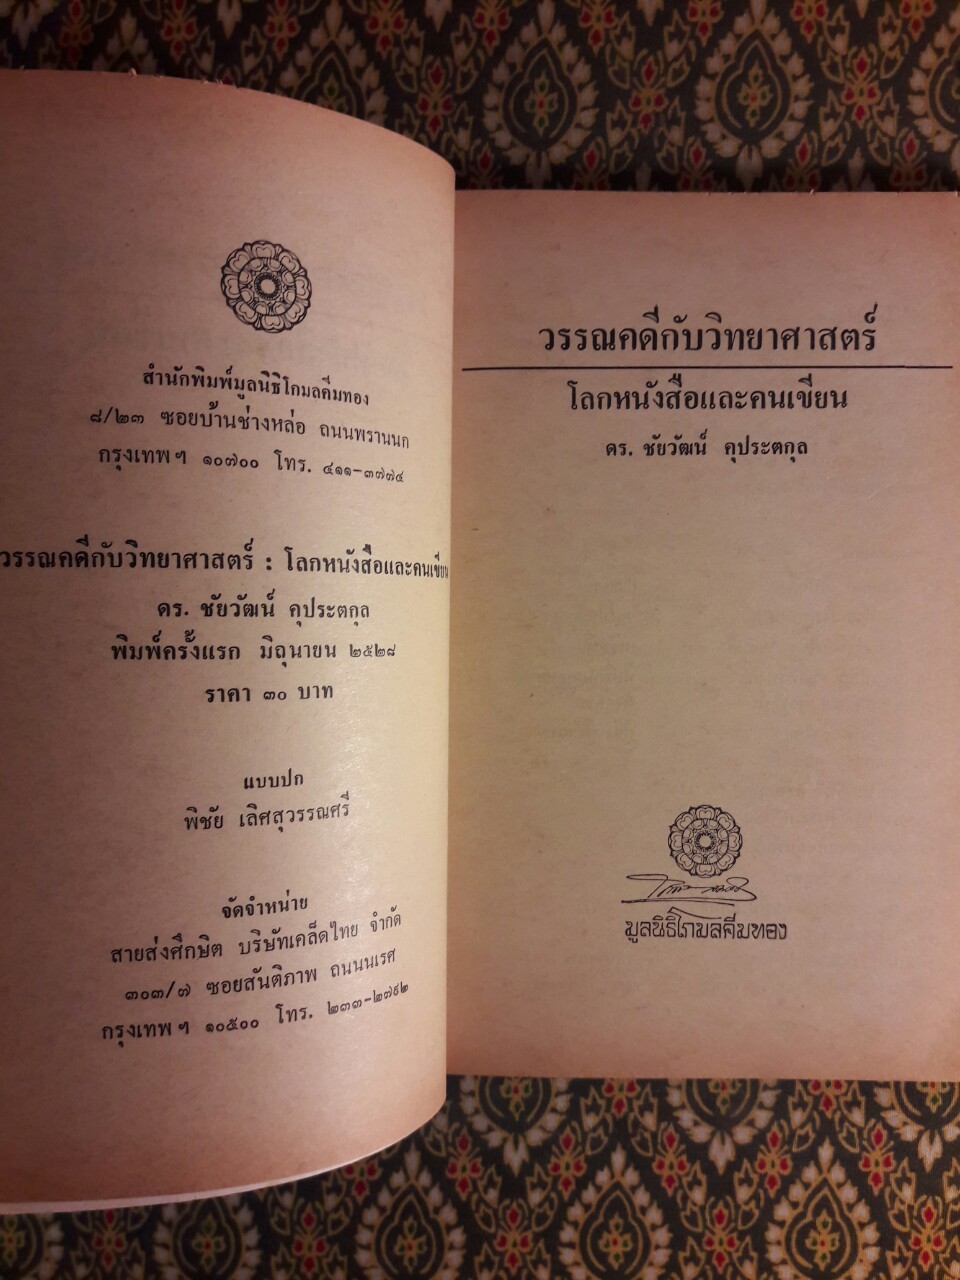 สำนักพิมพ์มูลนิธิโกมลคีมทอง
๘/๒๓ ซอยบ้านช่างหล่อ ถนนพรานนก
กรุงเทพฯ ๑๐๗๐๐ โทร. ๔๑๑-๓๗๗๔
วรรณคดีกับวิทยาศาสตร์ : โลกหนังสือและคนเขียน
ดร. ชัยวัฒน์ คุประตกุล
พิมพ์ครั้งแรก มิถุนายน ๒๕๒๘
ราคา ๓๐ บาท
แบบปก
พิชัย เลิศสุวรรณศรี
จัดจำหน่าย
สายส่งศึกษิต บริษัทเคล็ดไทย จำกัด
๓๐๓/๗ ซอยสันติภาพ ถนนนเรศ
กรุงเทพฯ ๑๐๕๐๐ โทร. ๒๓๓-๒๗๙๒
วรรณคดีกับวิทยาศาสตร์
โลกหนังสือและคนเขียน
ดร. ชัยวัฒน์ คุประตกุล
มูลนิธิโกมลคีมทอง